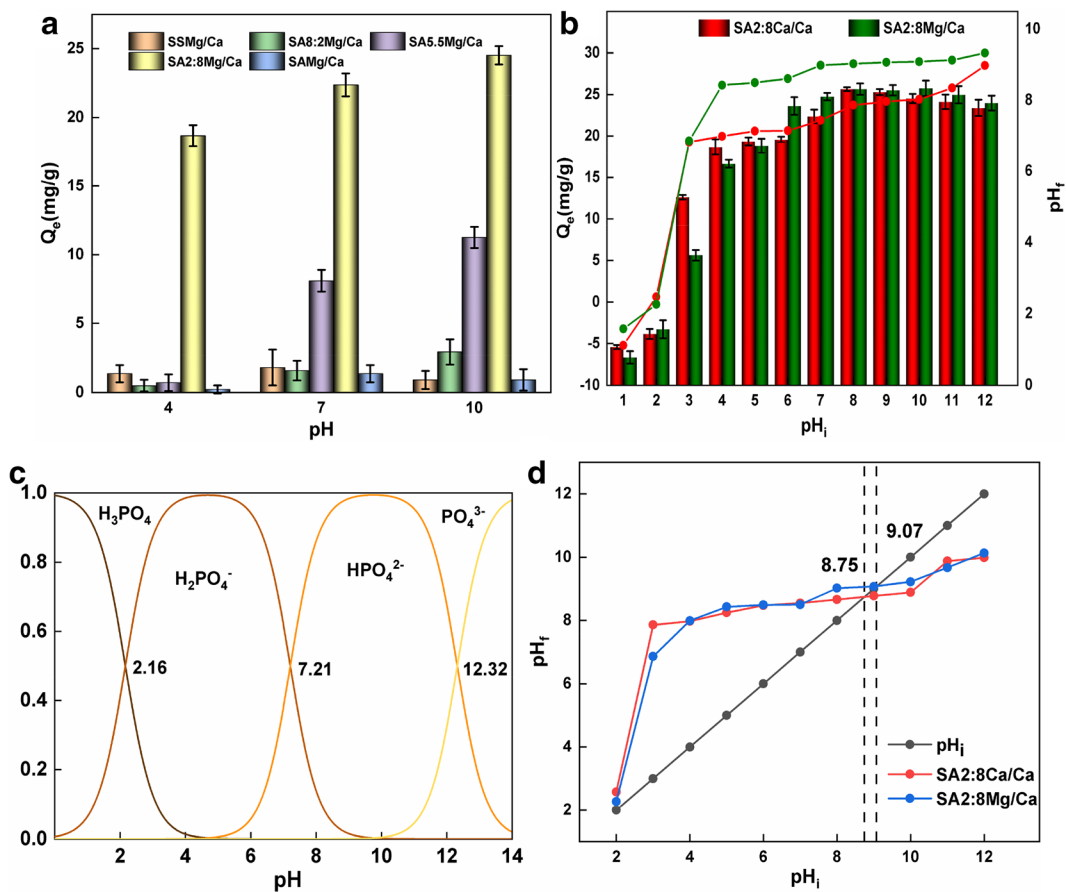 a
SSMg/Ca SA8:2Mg/Ca SA5.5Mg/Ca
SA2:8Mg/Ca SAMg/Ca
Qe(mg/g)
25
20
15
10
5
0
4 7 10
pH
b
SA2:8Ca/Ca SA2:8Mg/Ca
Qe(mg/g)
30
25
20
15
10
5
0
-5
-10
10
8
6
4
2
0
pHf
1 2 3 4 5 6 7 8 9 10 11 12
pHi
c
1.0
0.8
0.6
0.4
0.2
0.0
H3PO4
H2PO4-
HPO42-
PO43-
2.16
7.21
12.32
2 4 6 8 10 12 14
pH
d
pHf
12
10
8
6
4
2
8.75
9.07
pHi
SA2:8Ca/Ca
SA2:8Mg/Ca
2 4 6 8 10 12
pHi